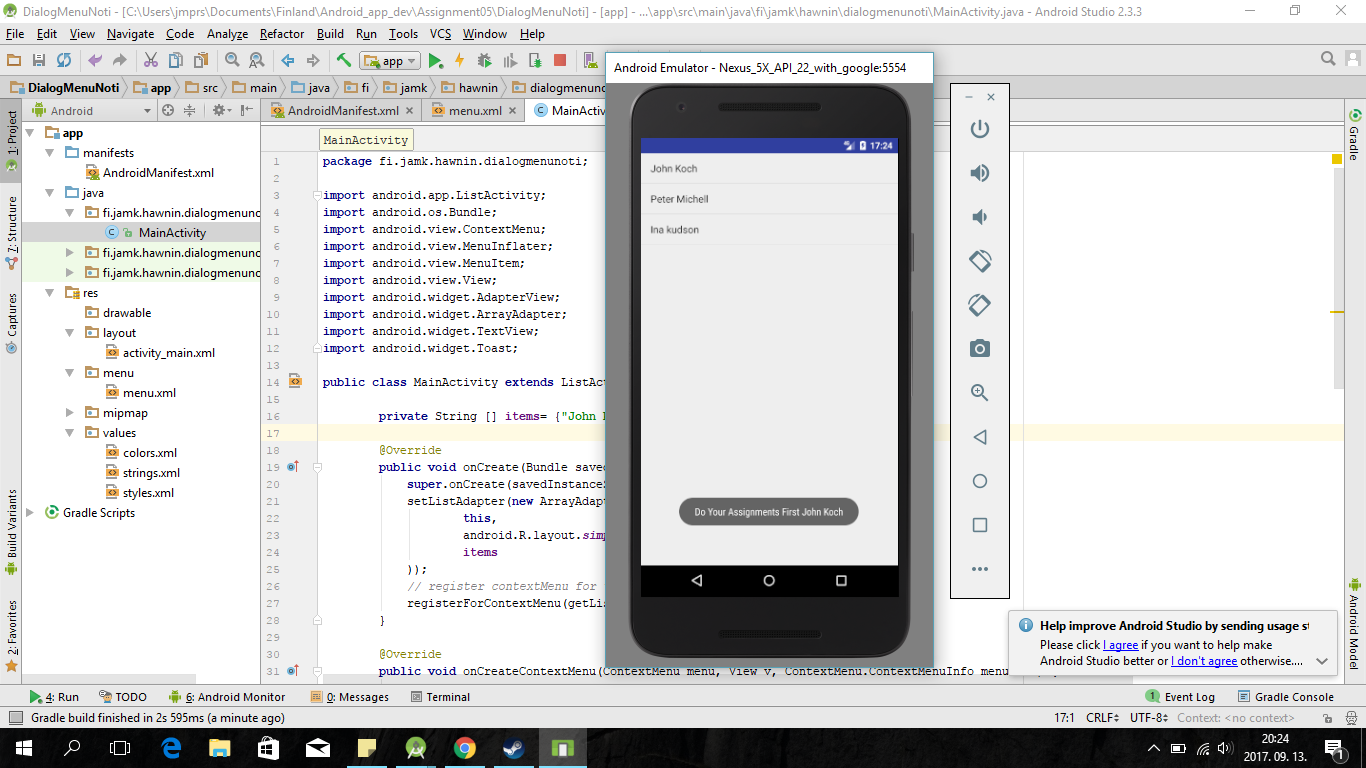 DialogMenuNoti - [C:\Users\jmprs\Documents\Finland\Android_app_dev\Assignment05\DialogMenuNoti] - [app] - ...\app\src\main\java\fi\jamk\hawnin\dialogmenunoti\MainActivity.java - Android Studio 2.3.3
File Edit View Navigate Code Analyze Refactor Build Run Tools VCS Window Help
app
DialogMenuNoti app src main java fi jamk hawnin dialogmenuno
Android
AndroidManifest.xml menu.xml MainActiv
1: Project
7: Structure
Captures
Build Variants
2: Favorites
app
manifests
AndroidManifest.xml
java
fi.jamk.hawnin.dialogmenunc
MainActivity
fi.jamk.hawnin.dialogmenunc
fi.jamk.hawnin.dialogmenunc
res
drawable
layout
activity_main.xml
menu
menu.xml
mipmap
values
colors.xml
strings.xml
styles.xml
Gradle Scripts
MainActivity
1 package fi.jamk.hawnin.dialogmenunoti;
2
3 import android.app.ListActivity;
4 import android.os.Bundle;
5 import android.view.ContextMenu;
6 import android.view.MenuInflater;
7 import android.view.MenuItem;
8 import android.view.View;
9 import android.widget.AdapterView;
10 import android.widget.ArrayAdapter;
11 import android.widget.TextView;
12 import android.widget.Toast;
13
14 public class MainActivity extends ListAc
15
16 private String [] items= {"John
17
18 @Override
19 public void onCreate(Bundle saved
20 super.onCreate(savedInstanceS
21 setListAdapter(new ArrayAdapt
22 this,
23 android.R.layout.simp
24 items
25 ));
26 // register contextMenu for
27 registerForContextMenu(getLis
28 }
29
30 @Override
31 public void onCreateContextMenu(ContextMenu menu, View v, ContextMenu.ContextMenuInfo menu
Android Emulator - Nexus_5X_API_22_with_google:5554
17:24
John Koch
Peter Michell
Ina kudson
Do Your Assignments First John Koch
Gradle
Android Model
Help improve Android Studio by sending usage st
Please click I agree if you want to help make
Android Studio better or I don't agree otherwise....
4: Run TODO 6: Android Monitor 0: Messages Terminal 1 Event Log Gradle Console
Gradle build finished in 2s 595ms (a minute ago) 17:1 CRLF UTF-8 Context: <no context>
20:24
2017. 09. 13.
1